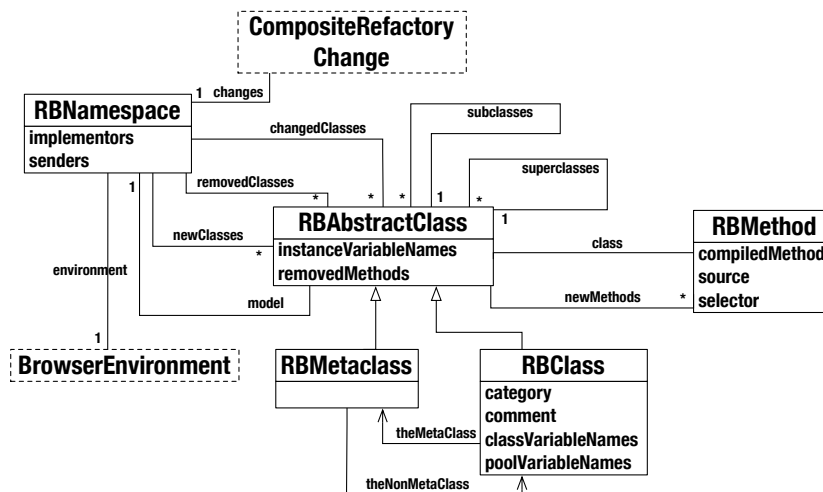 CompositeRefactory
Change
1 changes
RBNamespace
implementors
senders
changedClasses
subclasses
superclasses
removedClasses
1
*
*
*
1
*
1
RBAbstractClass
instanceVariableNames
removedMethods
newClasses
*
class
RBMethod
compiledMethod
source
selector
environment
model
newMethods
*
1
BrowserEnvironment
RBMetaclass
RBClass
category
comment
classVariableNames
poolVariableNames
theMetaClass
theNonMetaClass